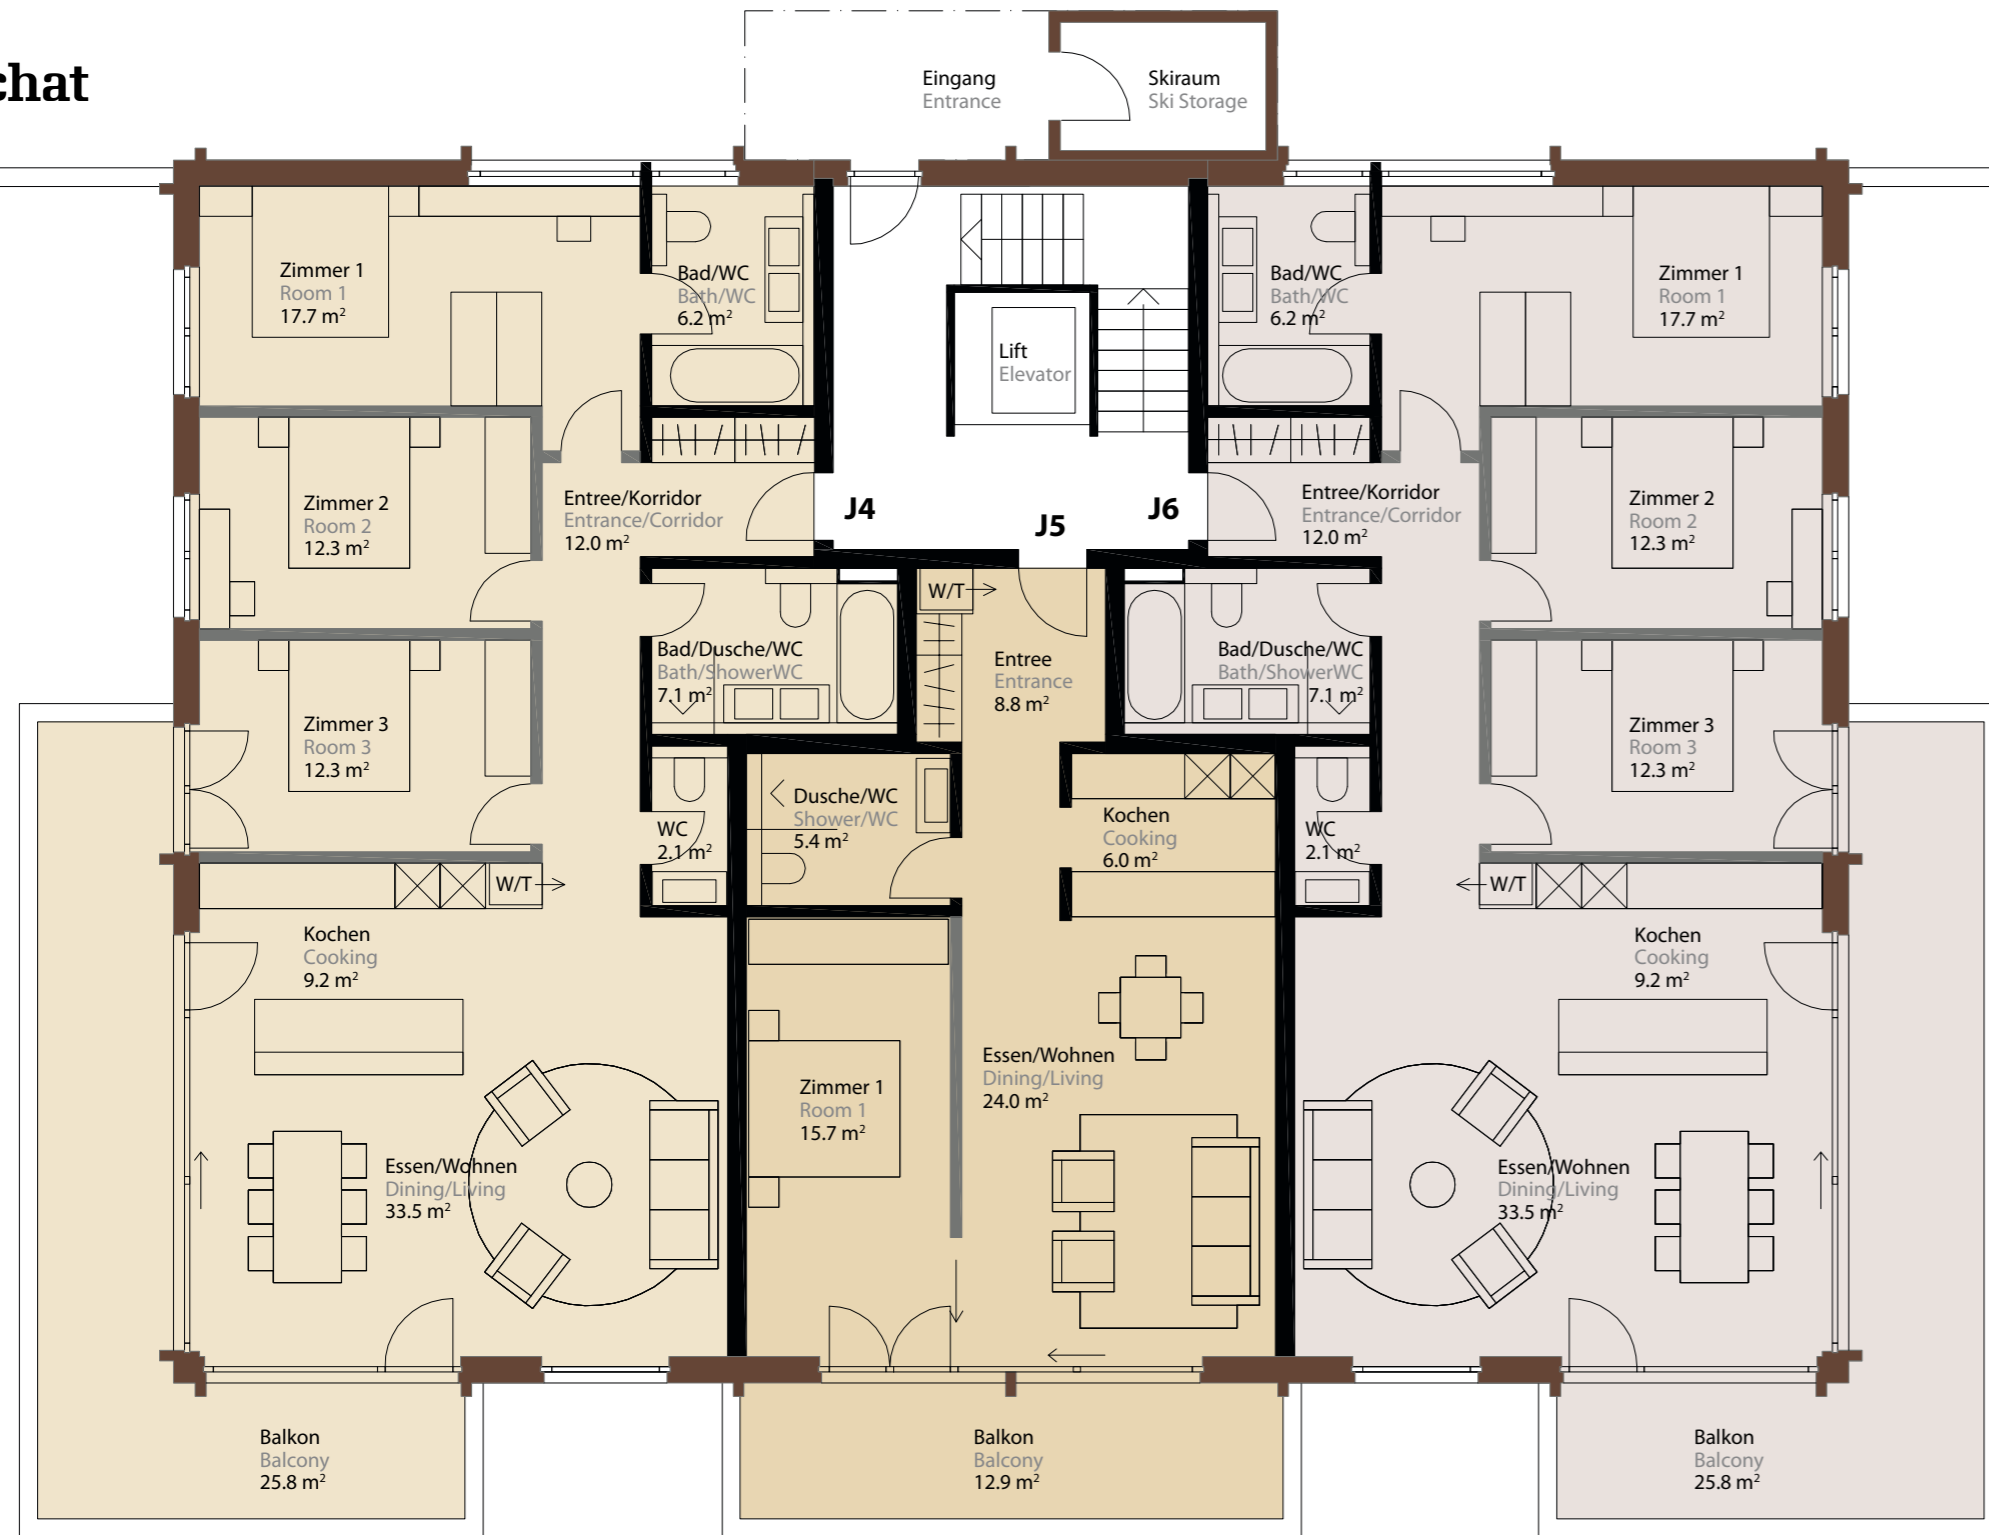 chat
Eingang
Entrance
Skiraum
Ski Storage
Zimmer 1
Room 1
17.7 m²
Bad/WC
Bath/WC
6.2 m²
Lift
Elevator
Bad/WC
Bath/WC
6.2 m²
Zimmer 1
Room 1
17.7 m²
Zimmer 2
Room 2
12.3 m²
Entree/Korridor
Entrance/Corridor
12.0 m²
J4
J5
J6
Entree/Korridor
Entrance/Corridor
12.0 m²
Zimmer 2
Room 2
12.3 m²
W/T
Bad/Dusche/WC
Bath/ShowerWC
7.1 m²
Entree
Entrance
8.8 m²
Bad/Dusche/WC
Bath/ShowerWC
7.1 m²
Zimmer 3
Room 3
12.3 m²
Zimmer 3
Room 3
12.3 m²
WC
2.1 m²
Dusche/WC
Shower/WC
5.4 m²
Kochen
Cooking
6.0 m²
WC
2.1 m²
W/T
W/T
Kochen
Cooking
9.2 m²
Kochen
Cooking
9.2 m²
Essen/Wohnen
Dining/Living
24.0 m²
Zimmer 1
Room 1
15.7 m²
Essen/Wohnen
Dining/Living
33.5 m²
Essen/Wohnen
Dining/Living
33.5 m²
Balkon
Balcony
25.8 m²
Balkon
Balcony
12.9 m²
Balkon
Balcony
25.8 m²